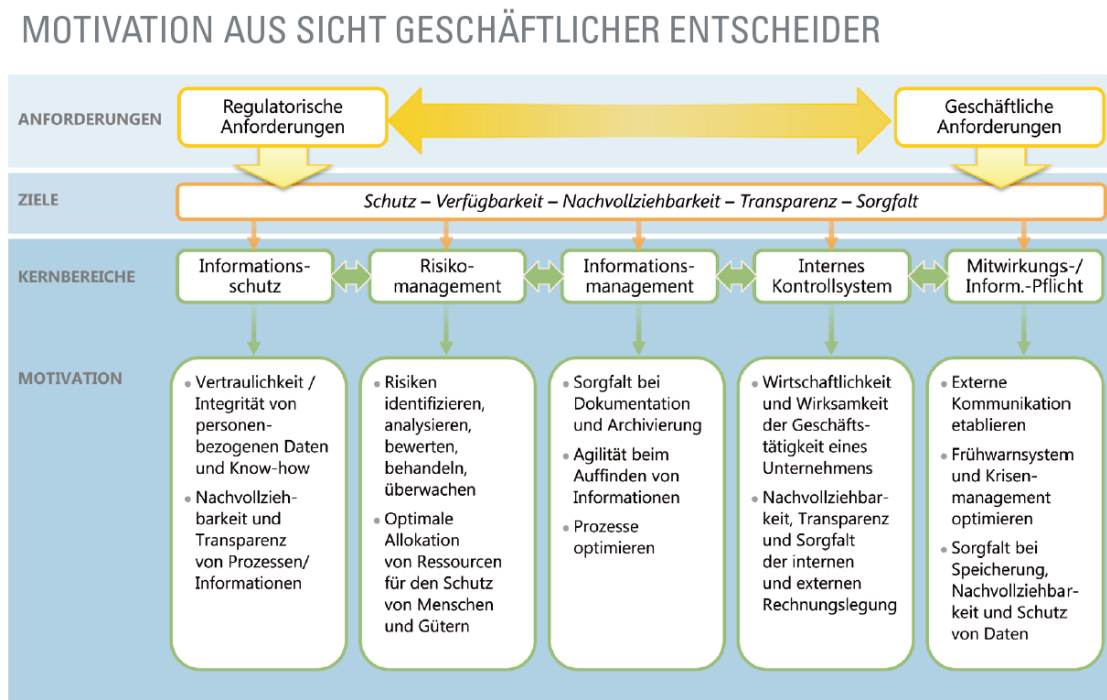 MOTIVATION AUS SICHT GESCHÄFTLICHER ENTSCHEIDER
ANFORDERUNGEN
Regulatorische
Anforderungen
Geschäftliche
Anforderungen
ZIELE
Schutz – Verfügbarkeit – Nachvollziehbarkeit – Transparenz – Sorgfalt
KERNBEREICHE
Informations-
schutz
Risiko-
management
Informations-
management
Internes
Kontrollsystem
Mitwirkungs-/
Inform.-Pflicht
MOTIVATION
• Vertraulichkeit /
Integrität von
personen-
bezogenen Daten
und Know-how
• Nachvollzieh-
barkeit und
Transparenz
von Prozessen/
Informationen
• Risiken
identifizieren,
analysieren,
bewerten,
behandeln,
überwachen
• Optimale
Allokation
von Ressourcen
für den Schutz
von Menschen
und Gütern
• Sorgfalt bei
Dokumentation
und Archivierung
• Agilität beim
Auffinden von
Informationen
• Prozesse
optimieren
• Wirtschaftlichkeit
und Wirksamkeit
der Geschäfts-
tätigkeit eines
Unternehmens
• Nachvollziehbar-
keit, Transparenz
und Sorgfalt
der internen
und externen
Rechnungslegung
• Externe
Kommunikation
etablieren
• Frühwarnsystem
und Krisen-
management
optimieren
• Sorgfalt bei
Speicherung,
Nachvollziehbar-
keit und Schutz
von Daten